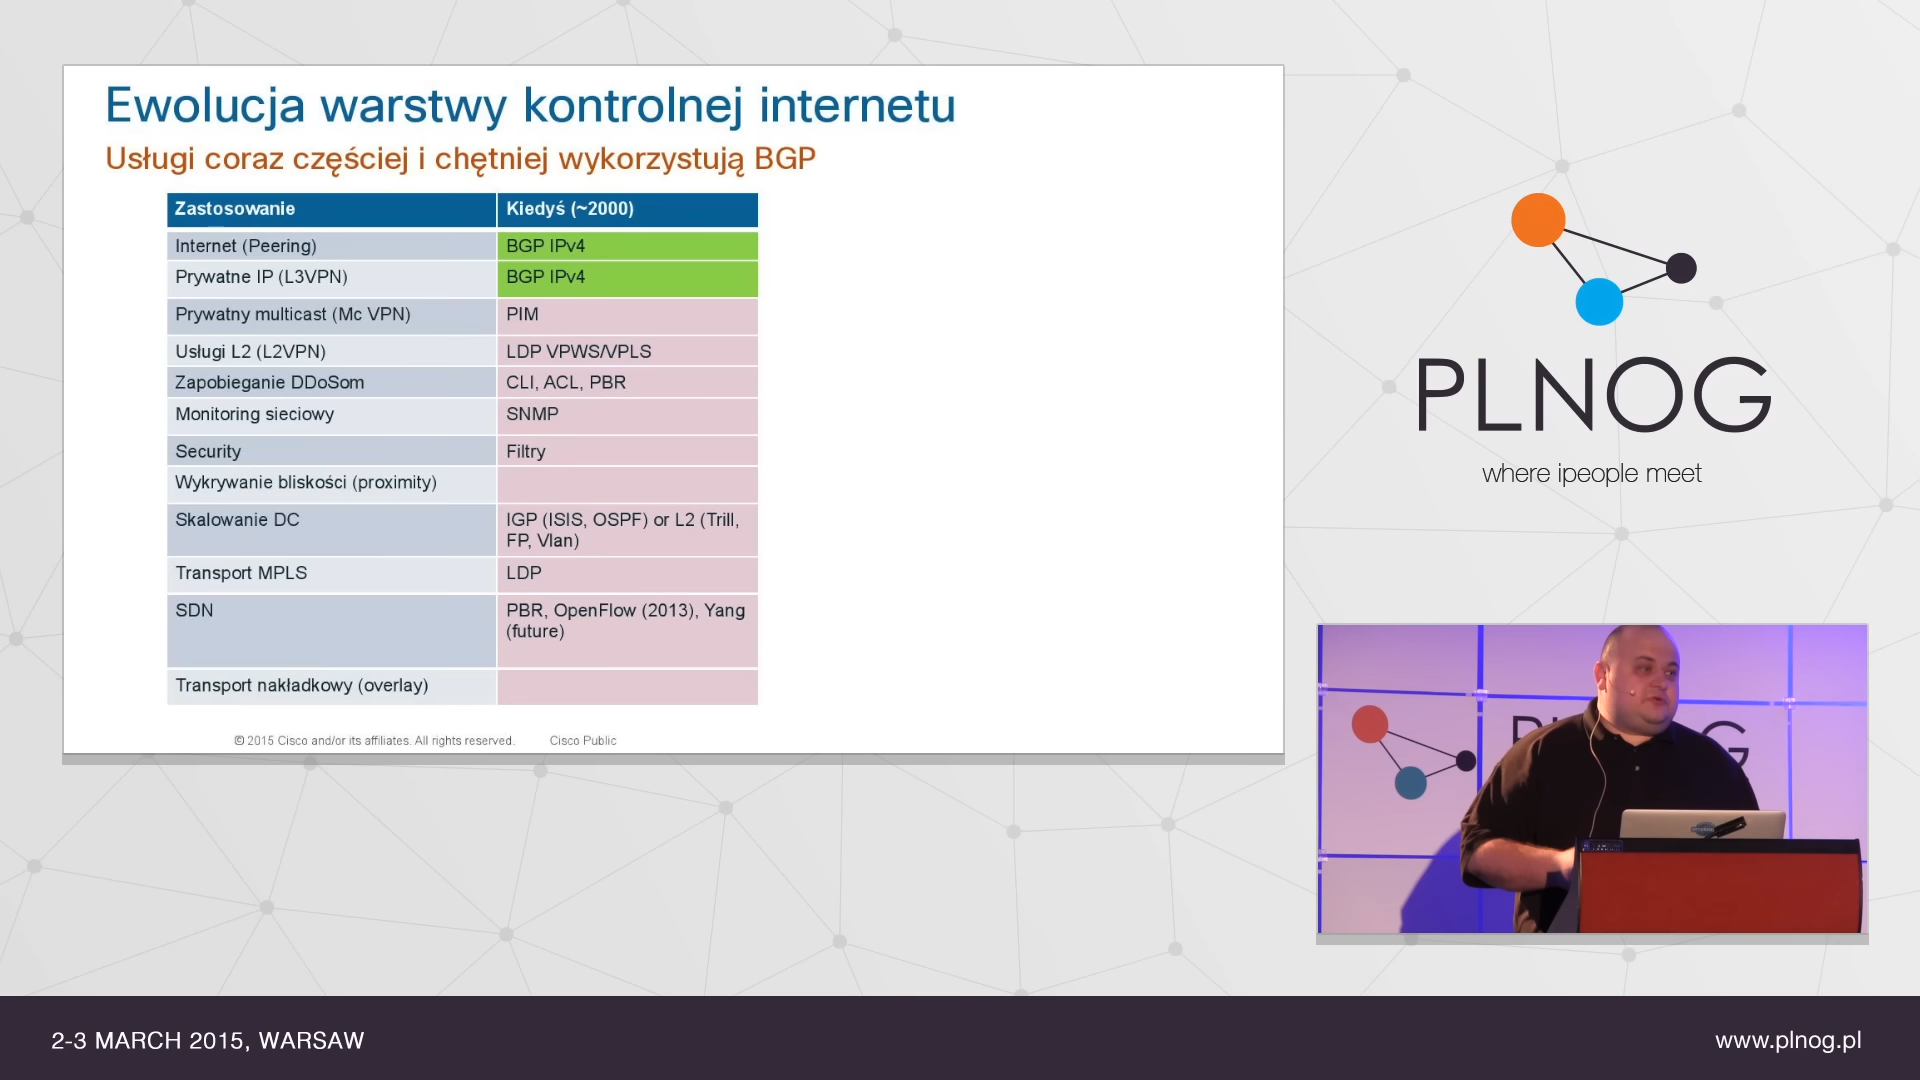 Ewolucja warstwy kontrolnej internetu
Usługi coraz częściej i chętniej wykorzystują BGP
Zastosowanie Kiedyś (~2000)
Internet (Peering) BGP IPv4
Prywatne IP (L3VPN) BGP IPv4
Prywatny multicast (Mc VPN) PIM
Usługi L2 (L2VPN) LDP VPWS/VPLS
Zapobieganie DDoSom CLI, ACL, PBR
Monitoring sieciowy SNMP
Security Filtry
Wykrywanie bliskości (proximity)
Skalowanie DC IGP (ISIS, OSPF) or L2 (Trill,
FP, Vlan)
Transport MPLS LDP
SDN PBR, OpenFlow (2013), Yang
(future)
Transport nakładkowy (overlay)
© 2015 Cisco and/or its affiliates. All rights reserved. Cisco Public
PLNOG
where ipeople meet
2-3 MARCH 2015, WARSAW
www.plnog.pl